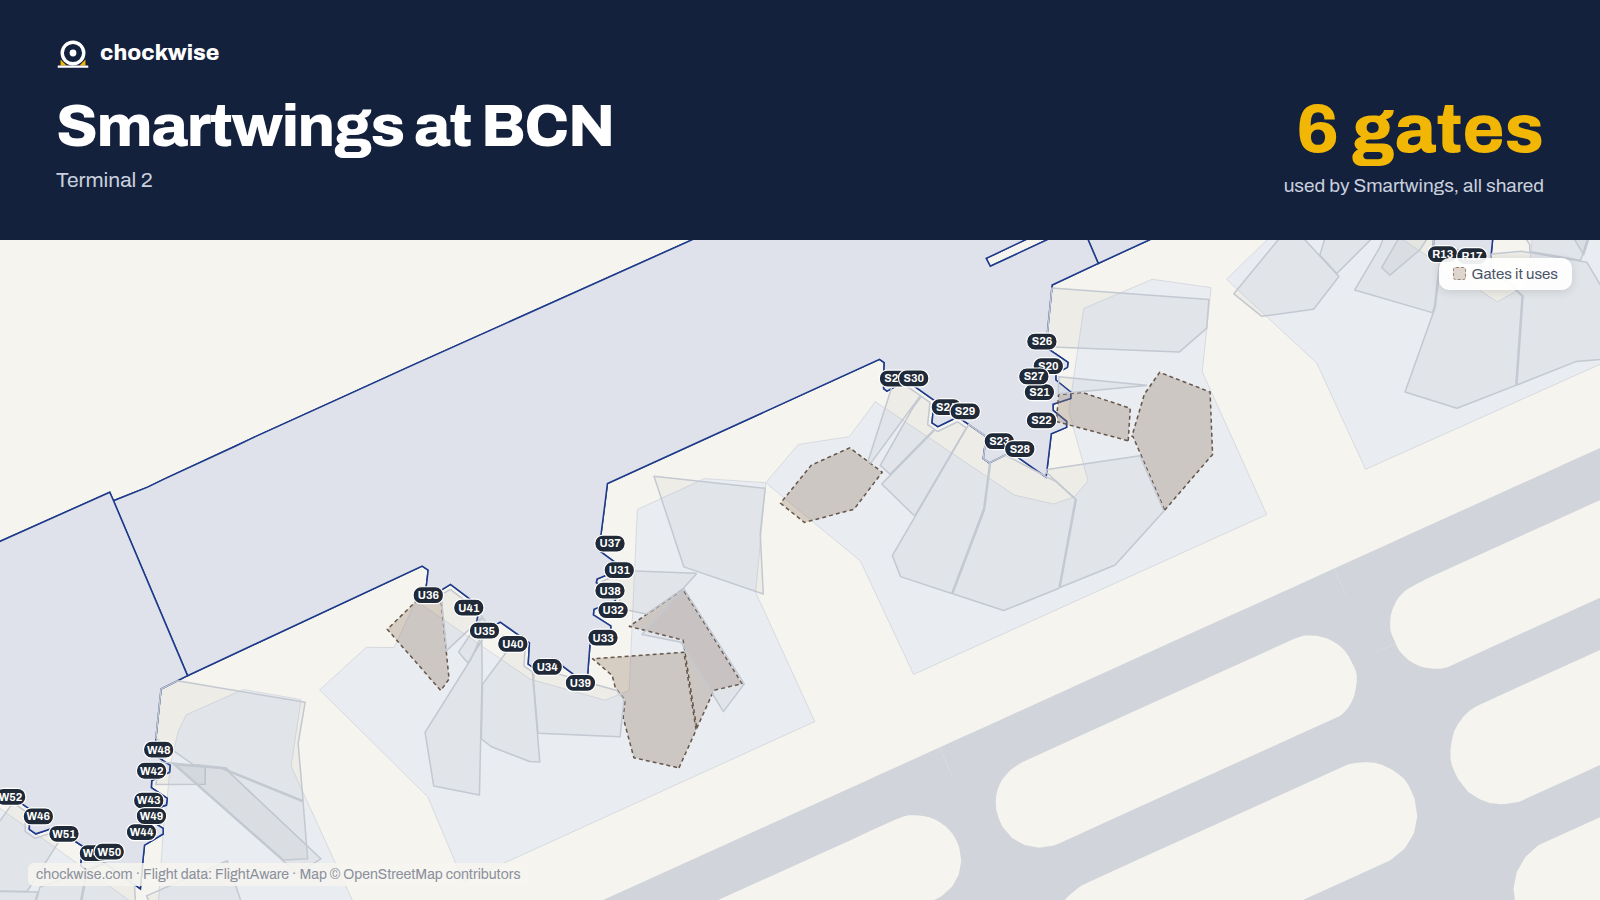 chockwise
Smartwings at BCN
Terminal 2
6 gates
used by Smartwings, all shared
R13
R17
Gates it uses
S26
S20
S27
S21
S22
S30
S29
S23
S28
U37
U31
U38
U32
U33
U36
U41
U35
U40
U34
U39
W48
W42
W43
W49
W44
W52
W46
W51
W50
chockwise.com · Flight data: FlightAware · Map © OpenStreetMap contributors